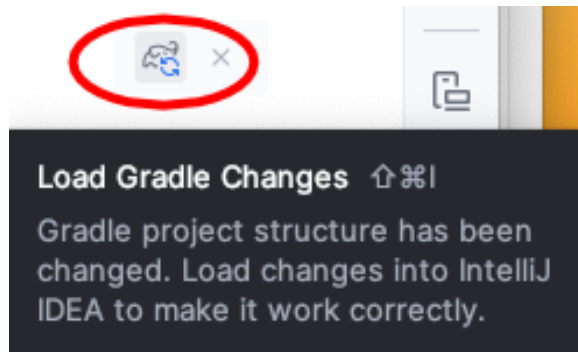 Load Gradle Changes ⇧⌘I
Gradle project structure has been
changed. Load changes into IntelliJ
IDEA to make it work correctly.